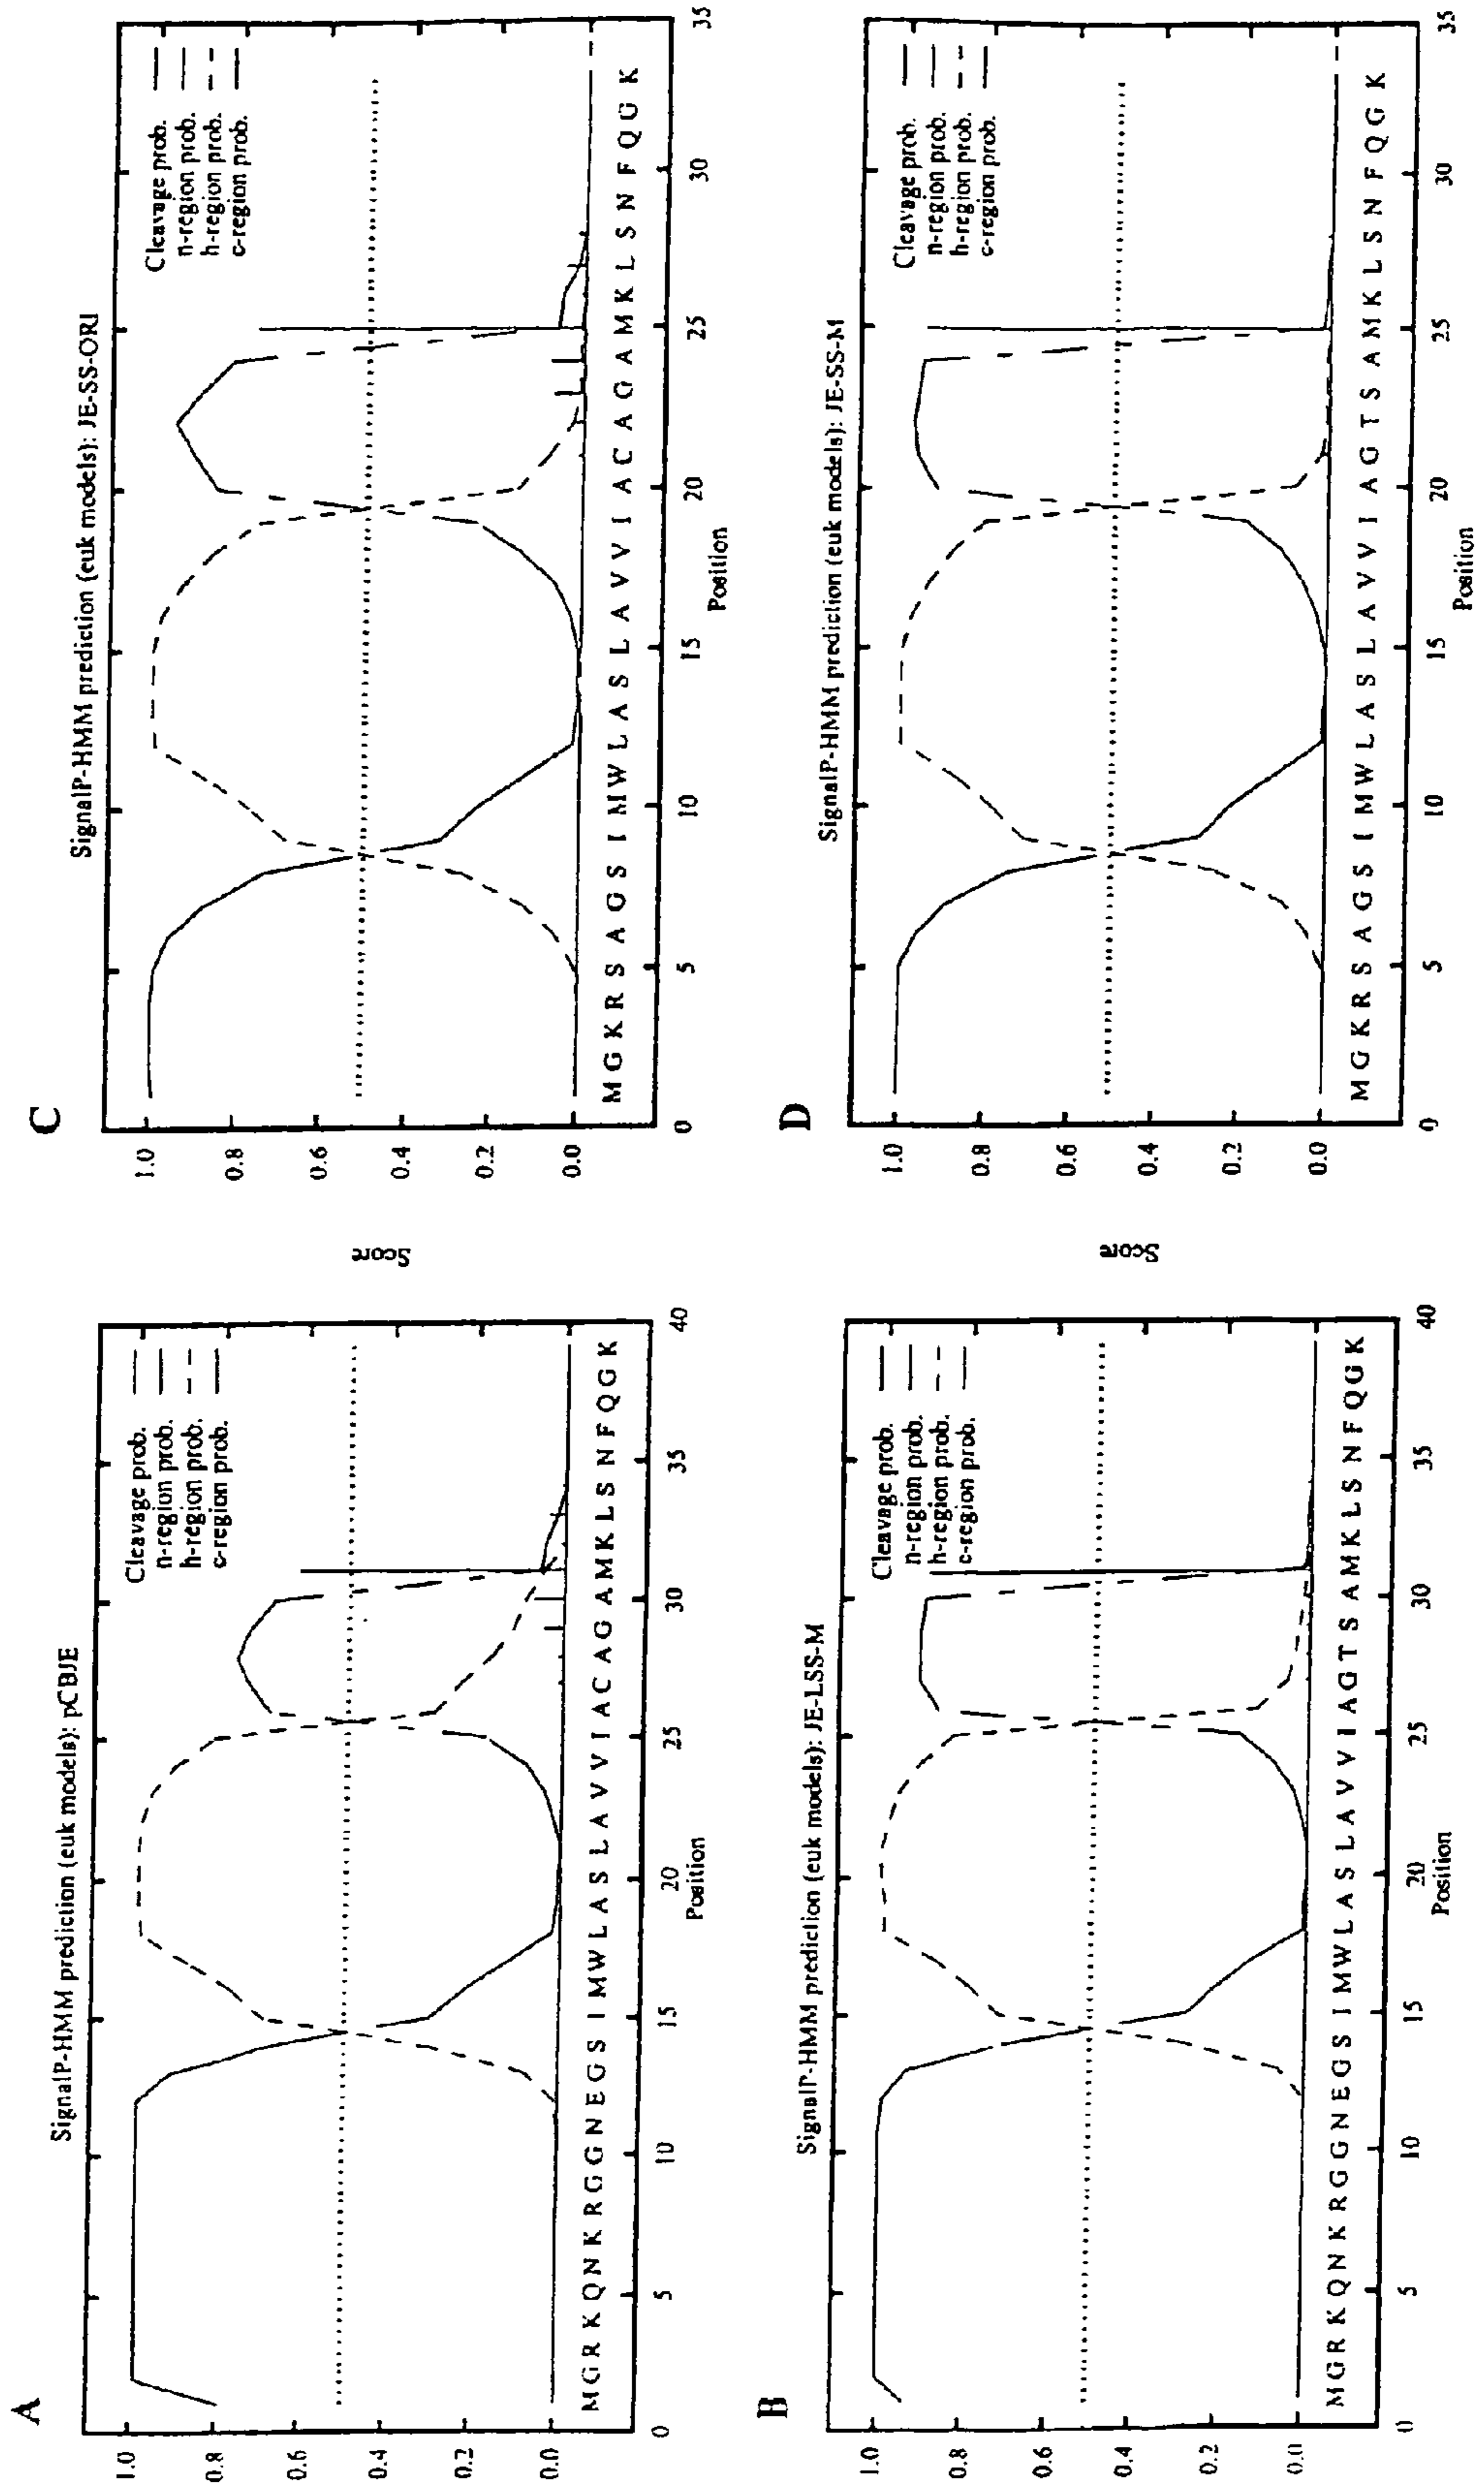 A
SignalP-HMM prediction (euk models): pCBJE
Cleavage prob.
n-region prob.
h-region prob.
c-region prob.
1.0
0.8
0.6
0.4
0.2
0.0
MGRKQNKRGGNEGSIMWLASLAVVIACAGAMKLSNFQGK
0 5 10 15 20 25 30 35 40
Position
B
SignalP-HMM prediction (euk models): JE-LSS-M
Cleavage prob.
n-region prob.
h-region prob.
c-region prob.
1.0
0.8
0.6
0.4
0.2
0.0
MGRKQNKRGGNEGSIMWLASLAVVIAGTSAMKLSNFQGK
0 5 10 15 20 25 30 35 40
Position
C
SignalP-HMM prediction (euk models): JE-SS-ORI
Cleavage prob.
n-region prob.
h-region prob.
c-region prob.
Score
1.0
0.8
0.6
0.4
0.2
0.0
MGKRSAGSIMWLASLAVVIACAGAMKLSNFQGK
0 5 10 15 20 25 30 35
Position
D
SignalP-HMM prediction (euk models): JE-SS-M
Cleavage prob.
n-region prob.
h-region prob.
c-region prob.
Score
1.0
0.8
0.6
0.4
0.2
0.0
MGKRSAGSIMWLASLAVVIAGTSAMKLSNFQGK
0 5 10 15 20 25 30 35
Position